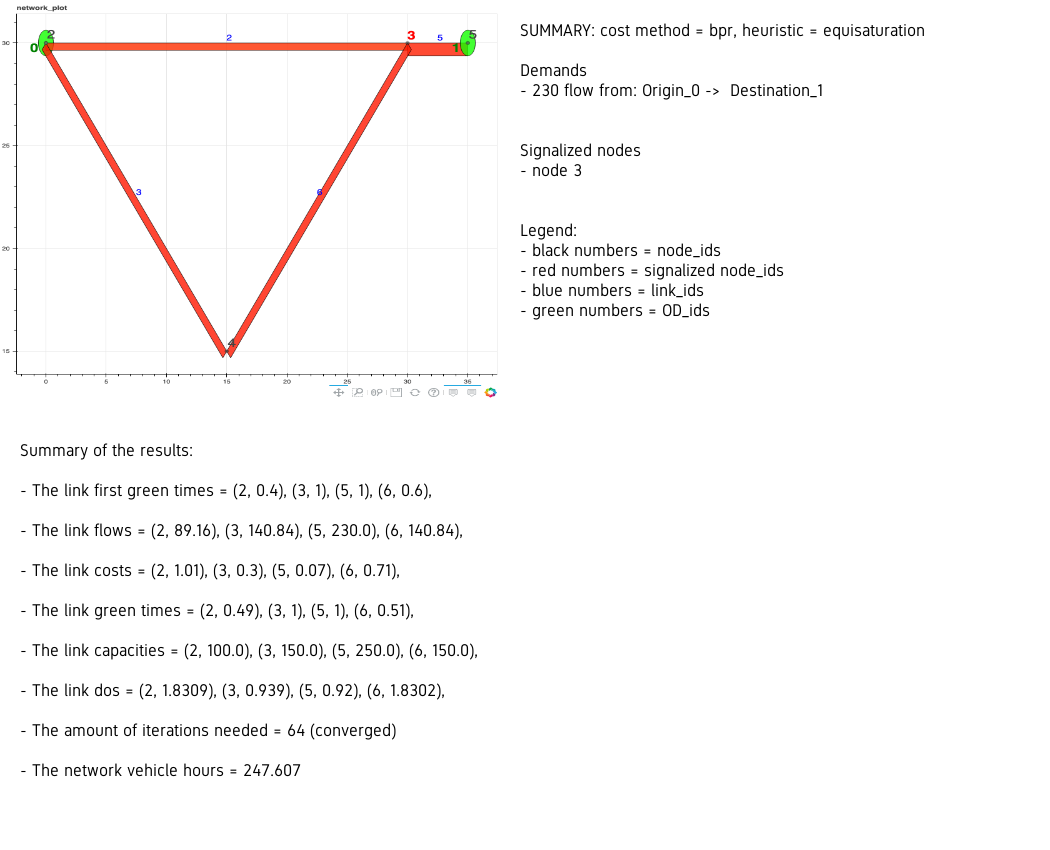 network_plot
30
25
20
15
0
5
10
15
20
25
30
35
0
2
2
3
5
5
1
3
6
4
SUMMARY: cost method = bpr, heuristic = equisaturation
Demands
- 230 flow from: Origin_0 -> Destination_1
Signalized nodes
- node 3
Legend:
- black numbers = node_ids
- red numbers = signalized node_ids
- blue numbers = link_ids
- green numbers = OD_ids
Summary of the results:
- The link first green times = (2, 0.4), (3, 1), (5, 1), (6, 0.6),
- The link flows = (2, 89.16), (3, 140.84), (5, 230.0), (6, 140.84),
- The link costs = (2, 1.01), (3, 0.3), (5, 0.07), (6, 0.71),
- The link green times = (2, 0.49), (3, 1), (5, 1), (6, 0.51),
- The link capacities = (2, 100.0), (3, 150.0), (5, 250.0), (6, 150.0),
- The link dos = (2, 1.8309), (3, 0.939), (5, 0.92), (6, 1.8302),
- The amount of iterations needed = 64 (converged)
- The network vehicle hours = 247.607